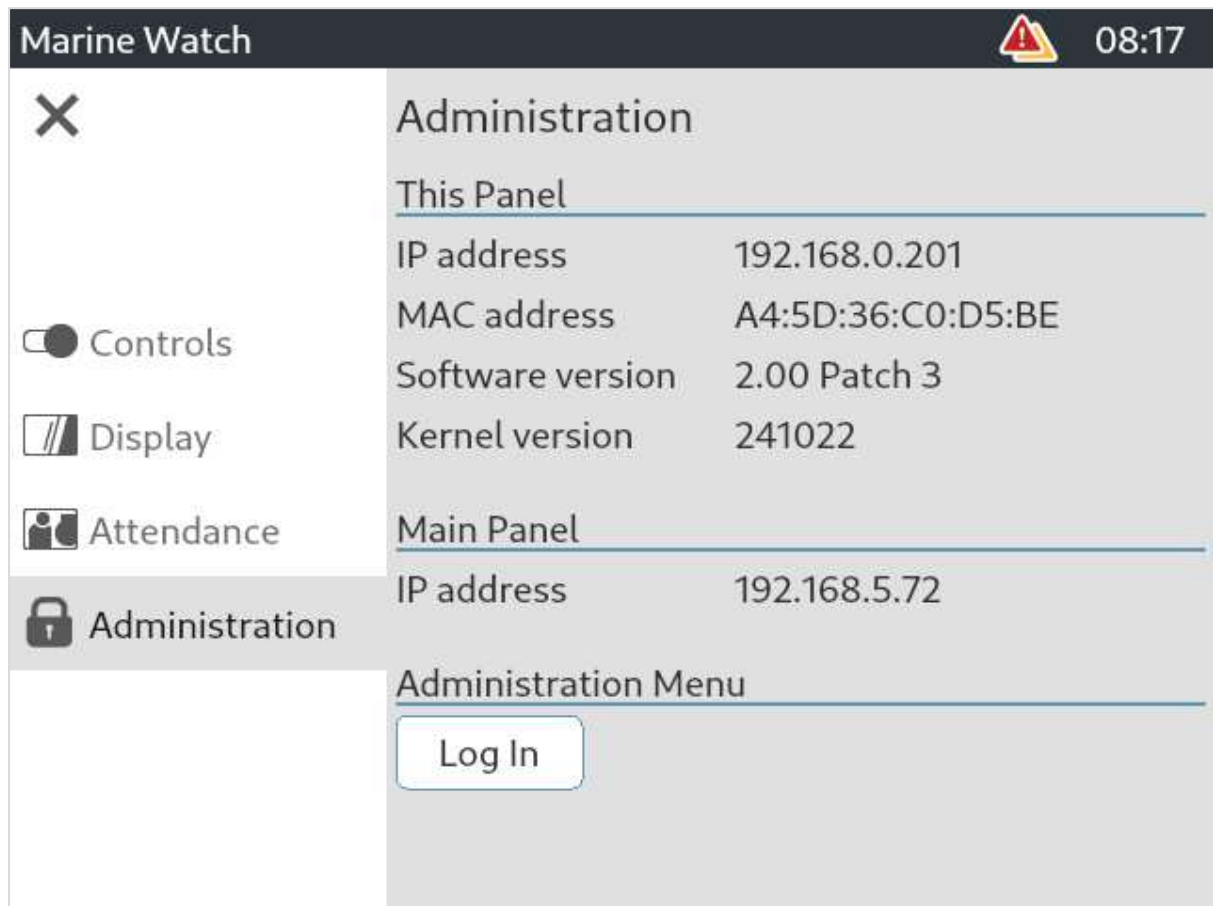 Marine Watch 08:17
Administration
This Panel
IP address 192.168.0.201
MAC address A4:5D:36:C0:D5:BE
Software version 2.00 Patch 3
Kernel version 241022
Main Panel
IP address 192.168.5.72
Administration Menu
Log In
Controls
Display
Attendance
Administration